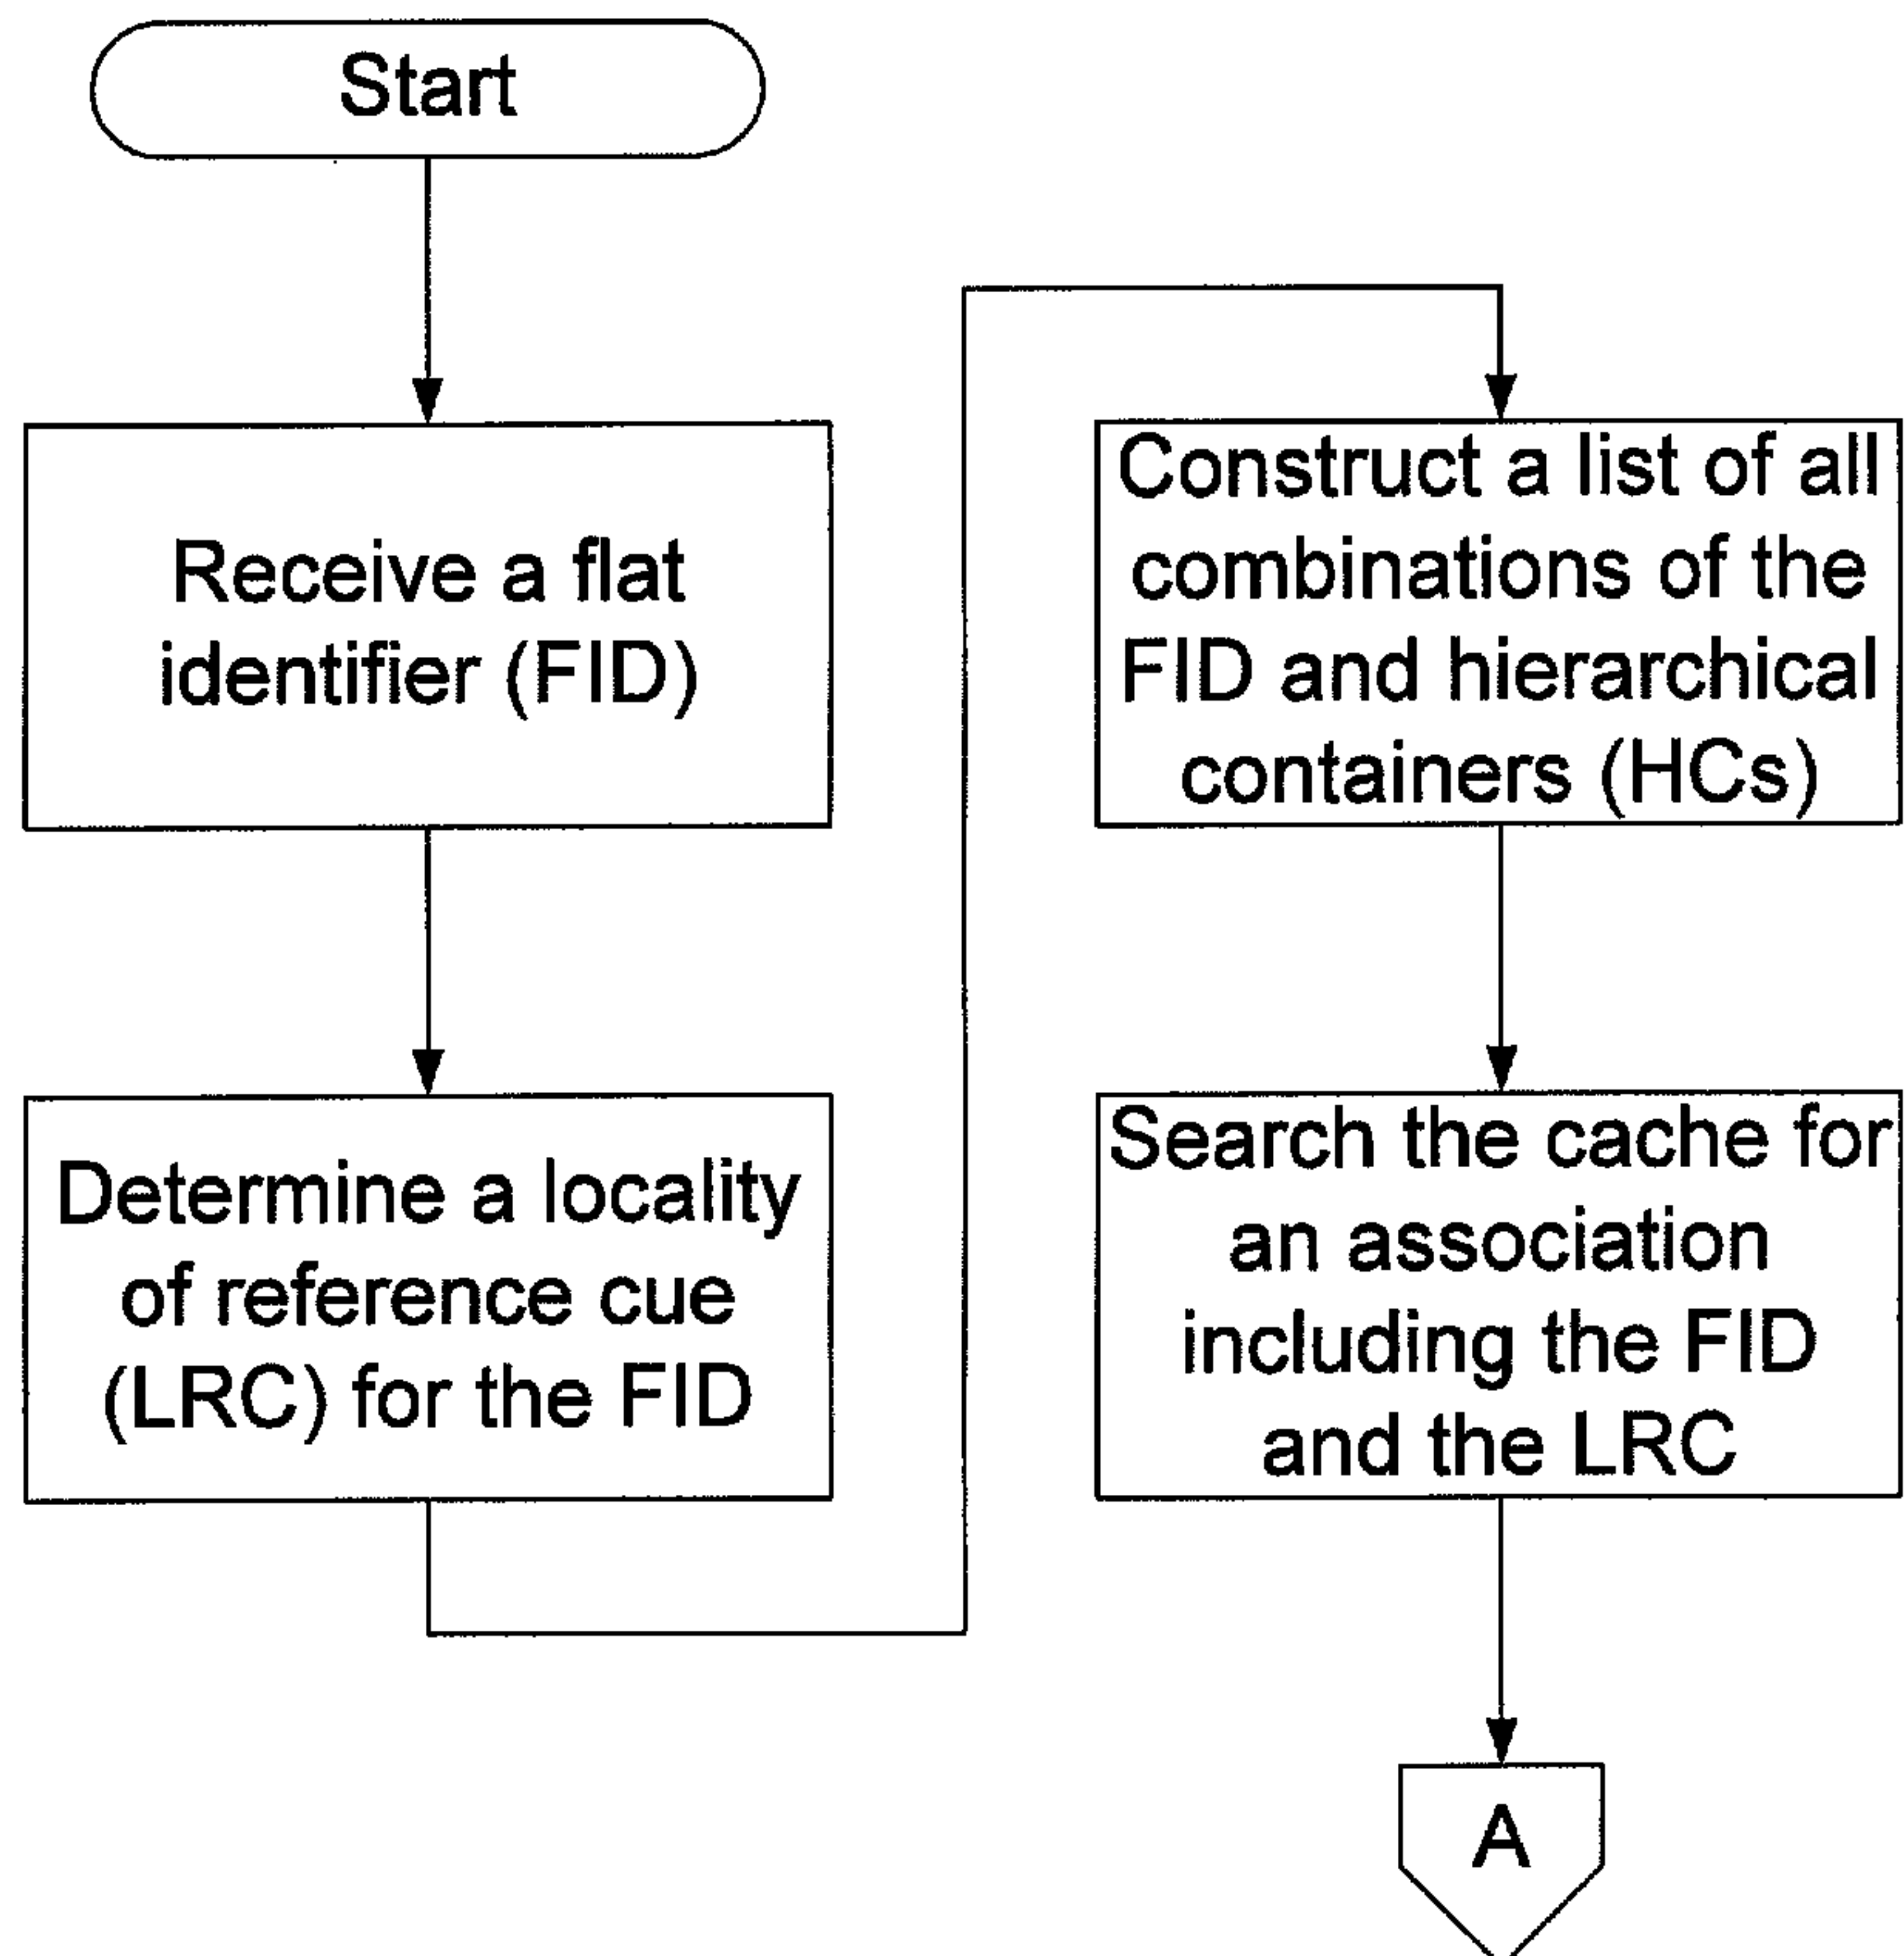 Start
Receive a flat
identifier (FID)
Determine a locality
of reference cue
(LRC) for the FID
Construct a list of all
combinations of the
FID and hierarchical
containers (HCs)
Search the cache for
an association
including the FID
and the LRC
A